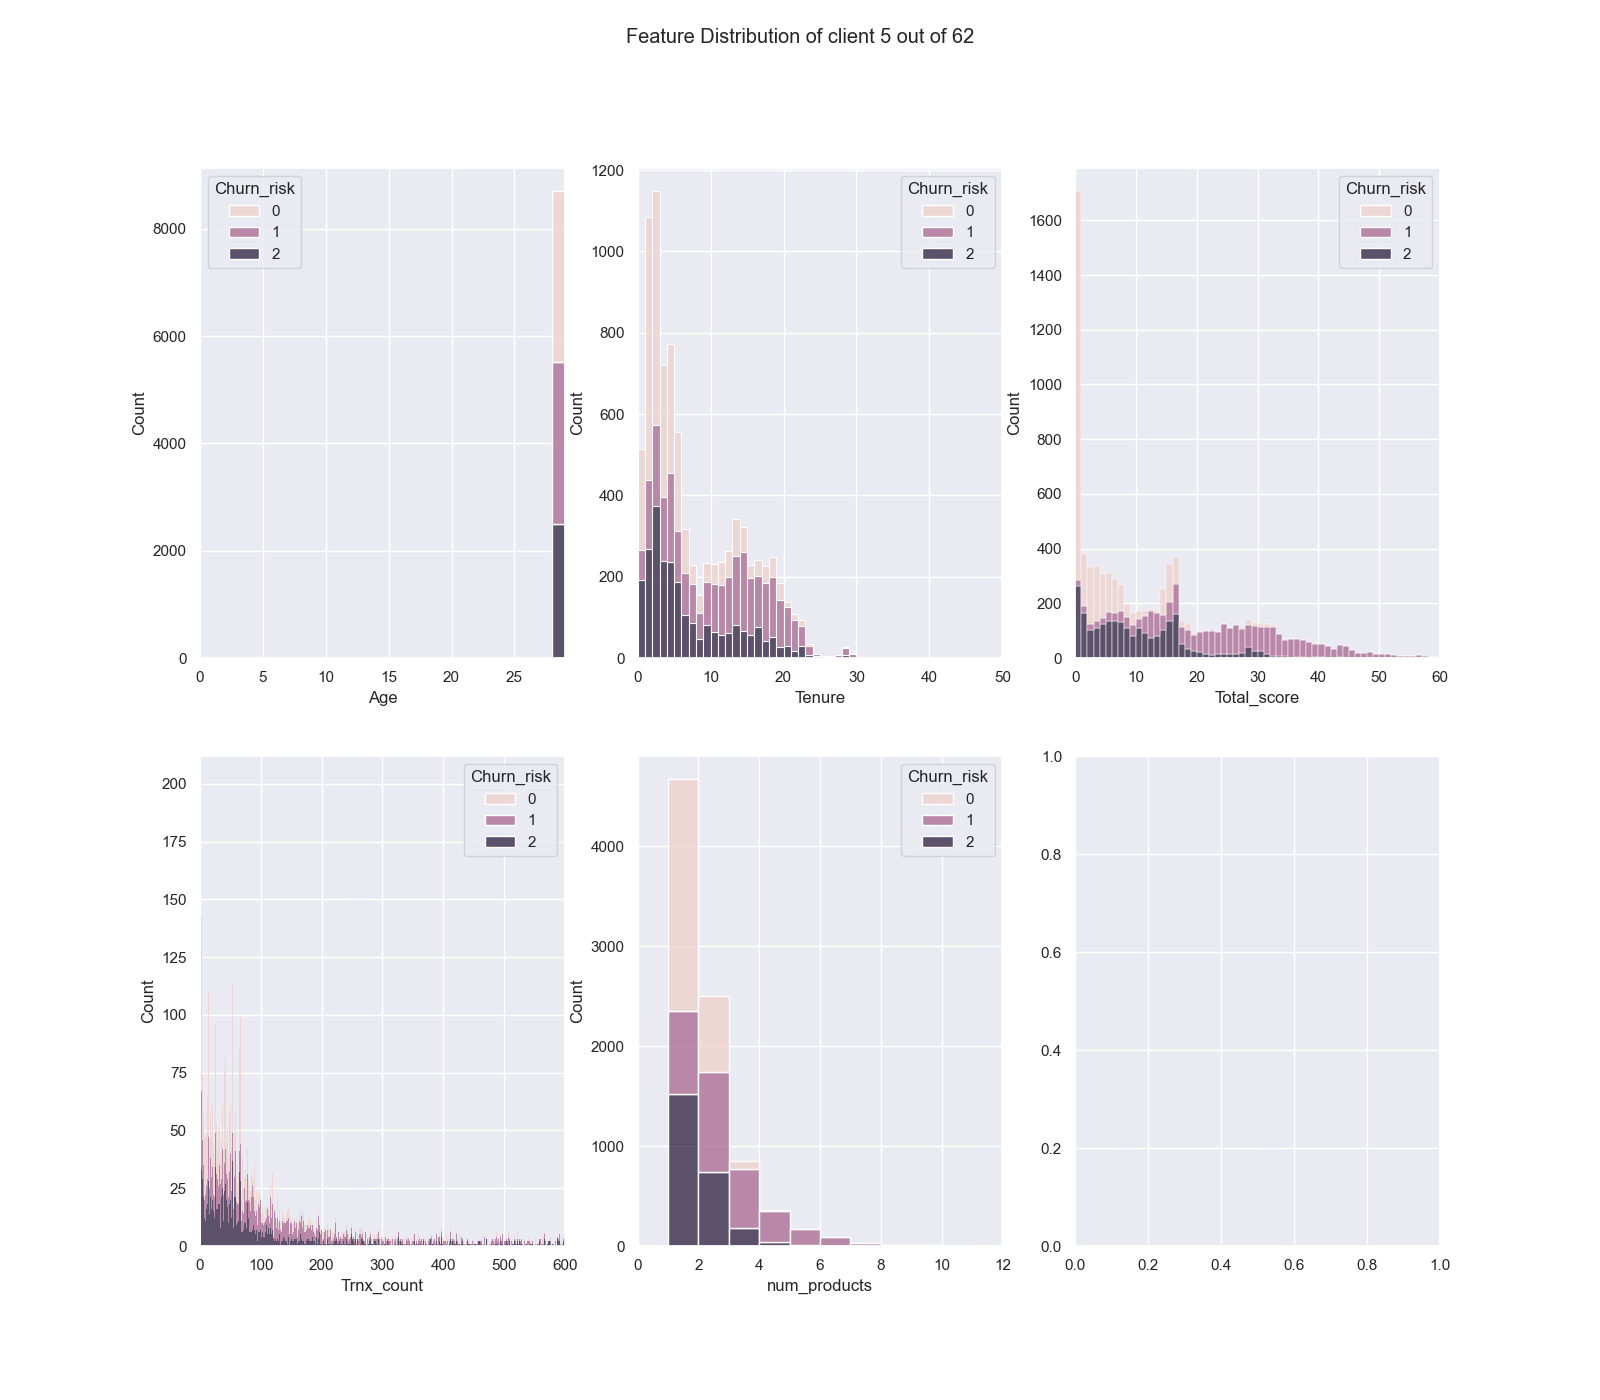 Feature Distribution of client 5 out of 62
Churn_risk
0
1
2
8000
6000
4000
2000
0
Count
0 5 10 15 20 25
Age
Churn_risk
0
1
2
1200
1000
800
600
400
200
0
Count
0 10 20 30 40 50
Tenure
Churn_risk
0
1
2
1600
1400
1200
1000
800
600
400
200
0
Count
0 10 20 30 40 50 60
Total_score
Churn_risk
0
1
2
200
175
150
125
100
75
50
25
0
Count
0 100 200 300 400 500 600
Trnx_count
Churn_risk
0
1
2
4000
3000
2000
1000
0
Count
0 2 4 6 8 10 12
num_products
1.0
0.8
0.6
0.4
0.2
0.0
0.0 0.2 0.4 0.6 0.8 1.0